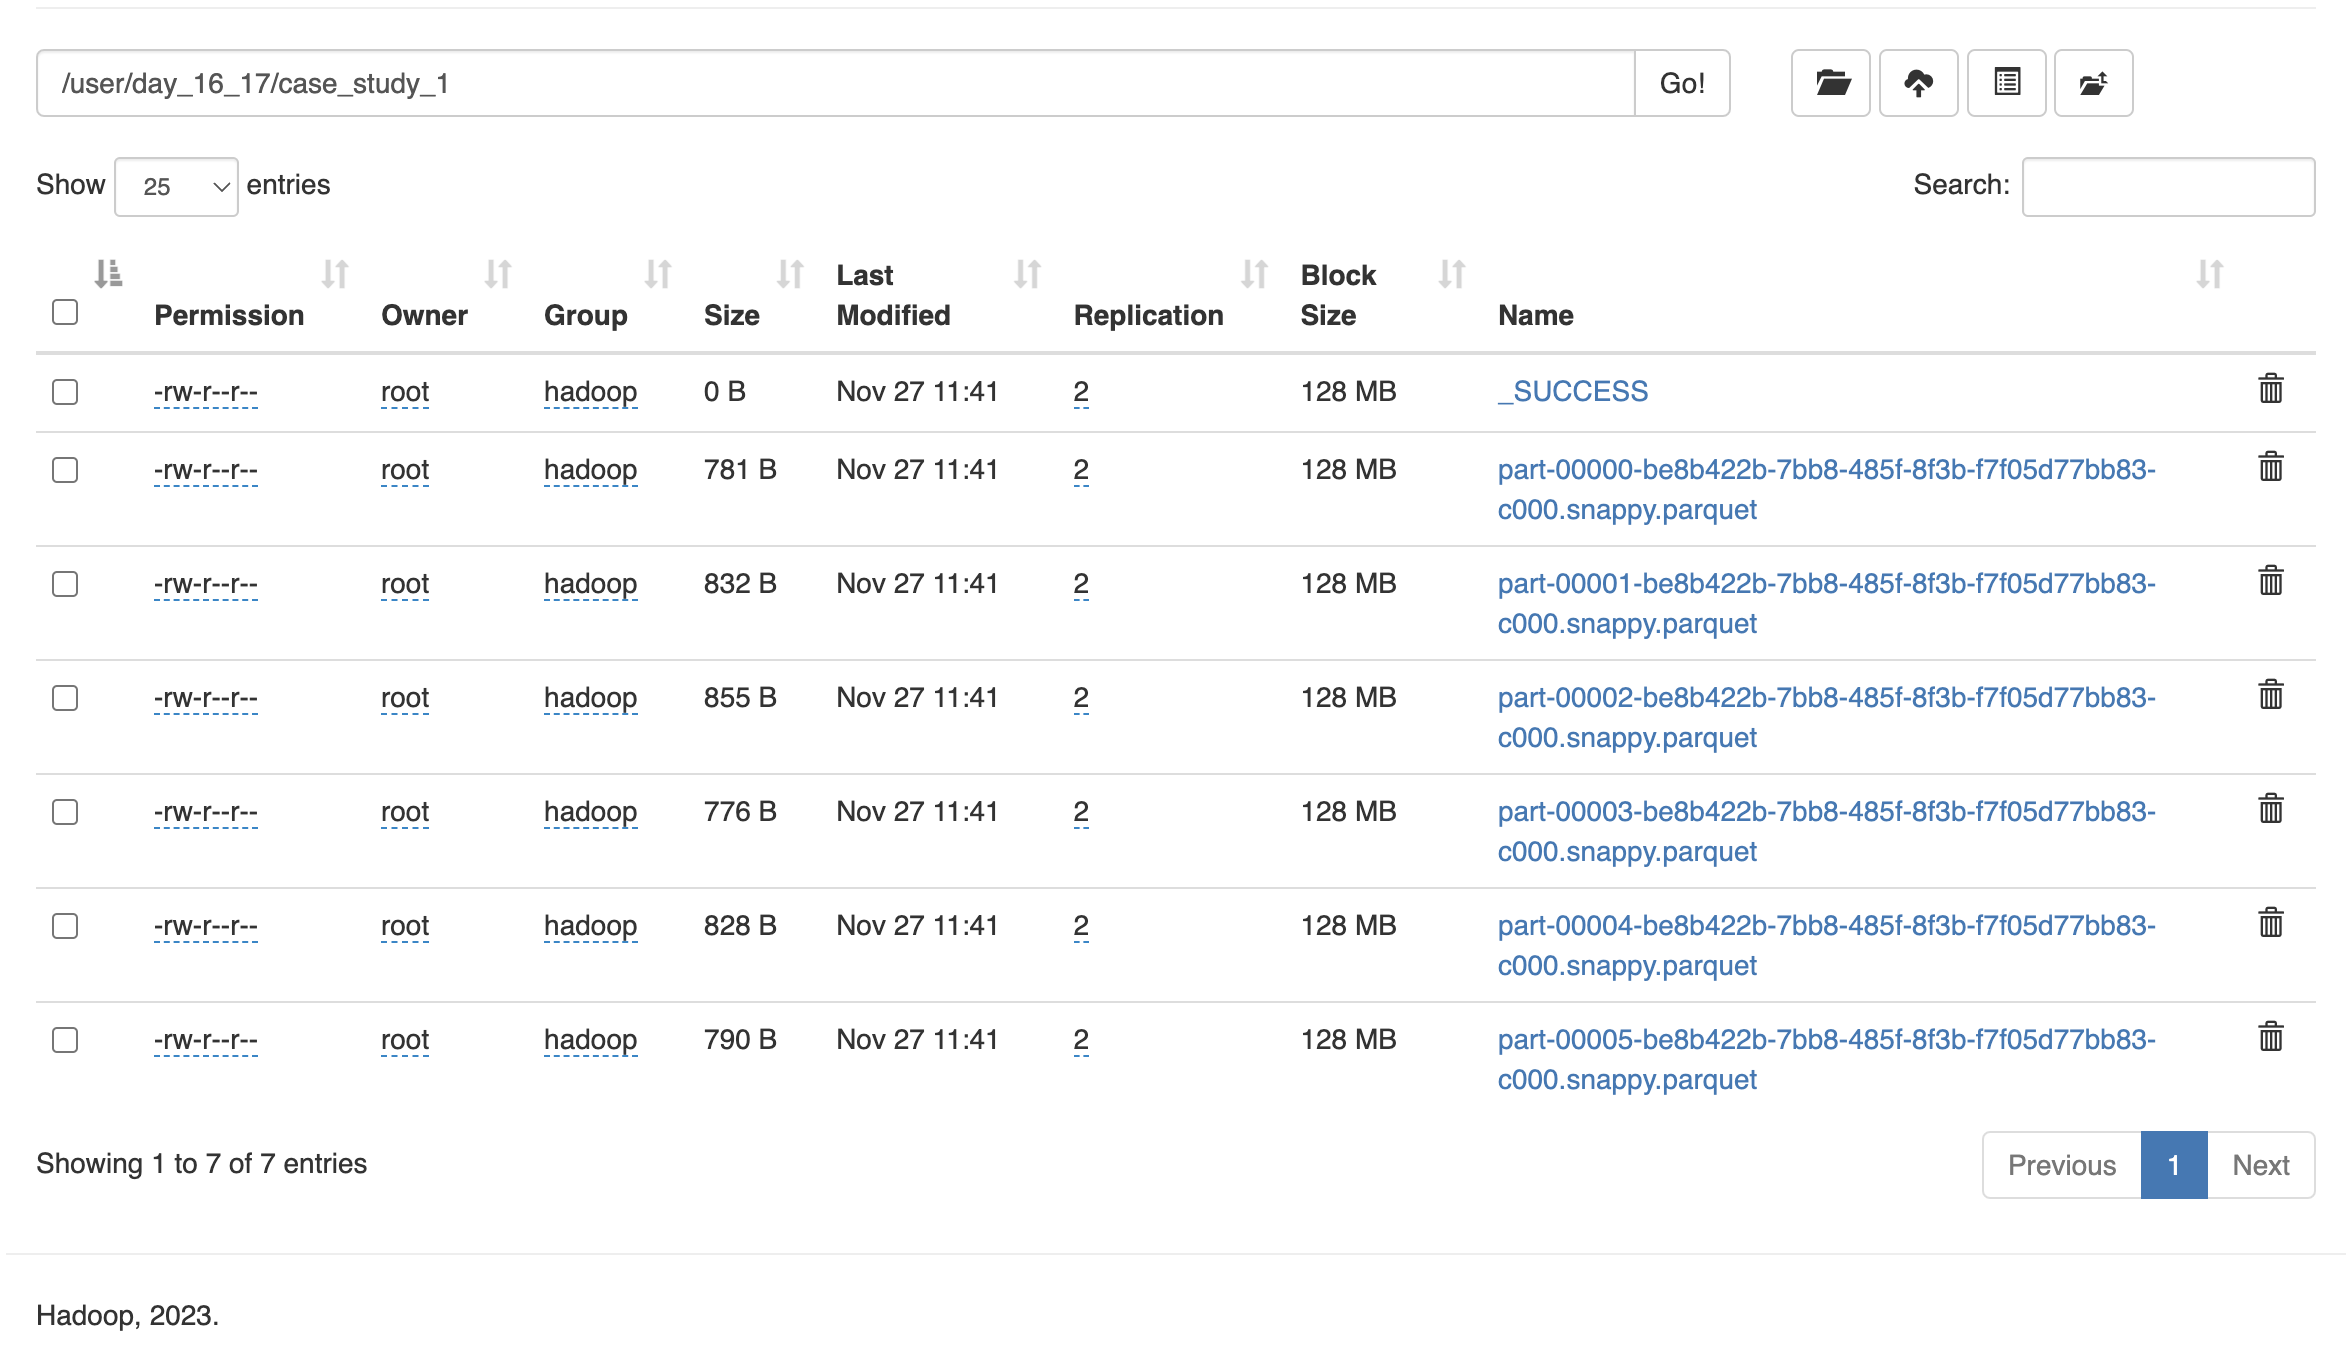 /user/day_16_17/case_study_1 Go!
Show 25 entries Search:
Permission Owner Group Size Last Modified Replication Block Size Name
-rw-r--r-- root hadoop 0 B Nov 27 11:41 2 128 MB _SUCCESS
-rw-r--r-- root hadoop 781 B Nov 27 11:41 2 128 MB part-00000-be8b422b-7bb8-485f-8f3b-f7f05d77bb83-
c000.snappy.parquet
-rw-r--r-- root hadoop 832 B Nov 27 11:41 2 128 MB part-00001-be8b422b-7bb8-485f-8f3b-f7f05d77bb83-
c000.snappy.parquet
-rw-r--r-- root hadoop 855 B Nov 27 11:41 2 128 MB part-00002-be8b422b-7bb8-485f-8f3b-f7f05d77bb83-
c000.snappy.parquet
-rw-r--r-- root hadoop 776 B Nov 27 11:41 2 128 MB part-00003-be8b422b-7bb8-485f-8f3b-f7f05d77bb83-
c000.snappy.parquet
-rw-r--r-- root hadoop 828 B Nov 27 11:41 2 128 MB part-00004-be8b422b-7bb8-485f-8f3b-f7f05d77bb83-
c000.snappy.parquet
-rw-r--r-- root hadoop 790 B Nov 27 11:41 2 128 MB part-00005-be8b422b-7bb8-485f-8f3b-f7f05d77bb83-
c000.snappy.parquet
Showing 1 to 7 of 7 entries Previous 1 Next
Hadoop, 2023.